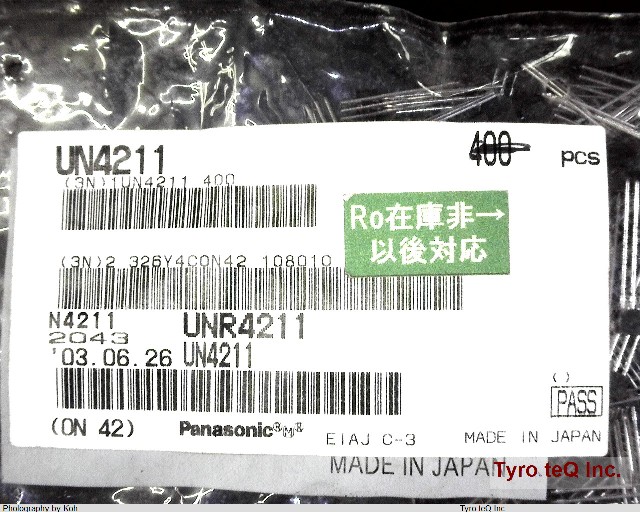 UN4211
400 pcs
(3N)1UN4211 400
Ro在庫非→
以後対応
(3N)2 326Y4C0N42 108010
N4211
2043
UNR4211
'03.06.26 UN4211
( )
PASS
(ON 42)
Panasonic
EIAJ C-3
MADE IN JAPAN
MADE IN JAPAN
Tyro.teQ Inc.
Photography by Koh
Tyro.teQ Inc.